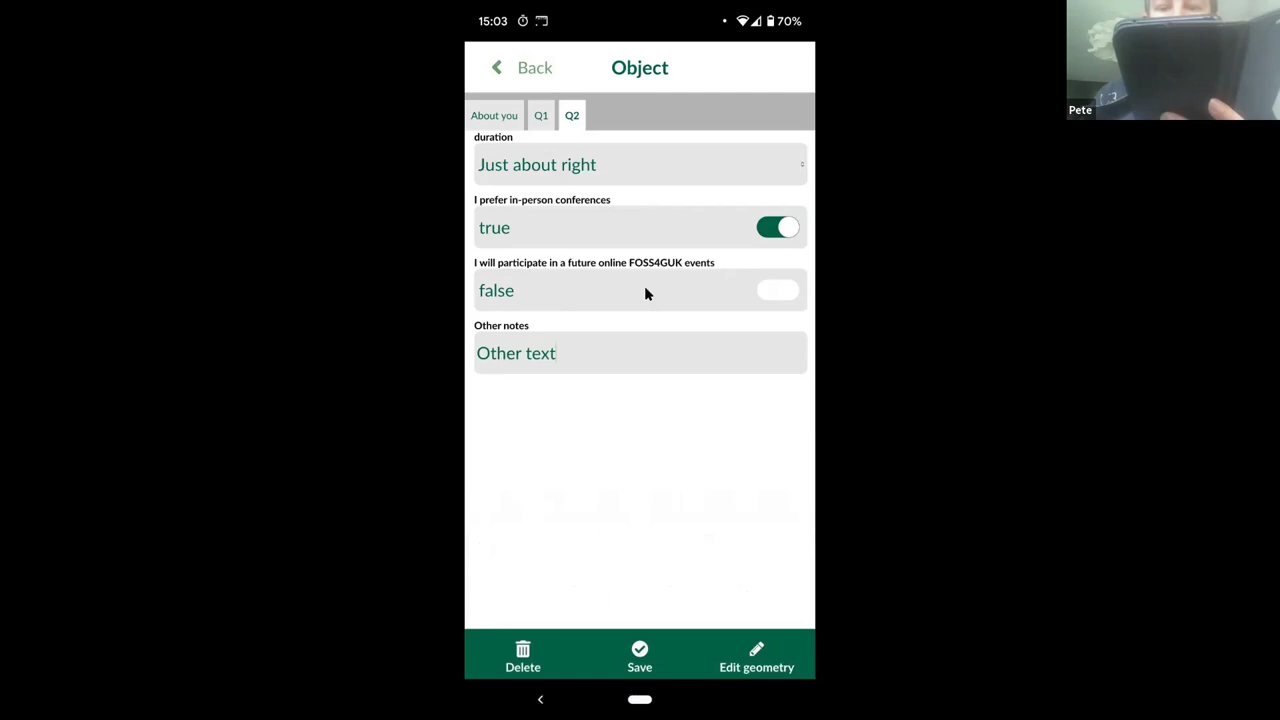 15:03
70%
Back
Object
About you
Q1
Q2
duration
Just about right
I prefer in-person conferences
true
I will participate in a future online FOSS4GUK events
false
Other notes
Other text
Delete
Save
Edit geometry
Pete